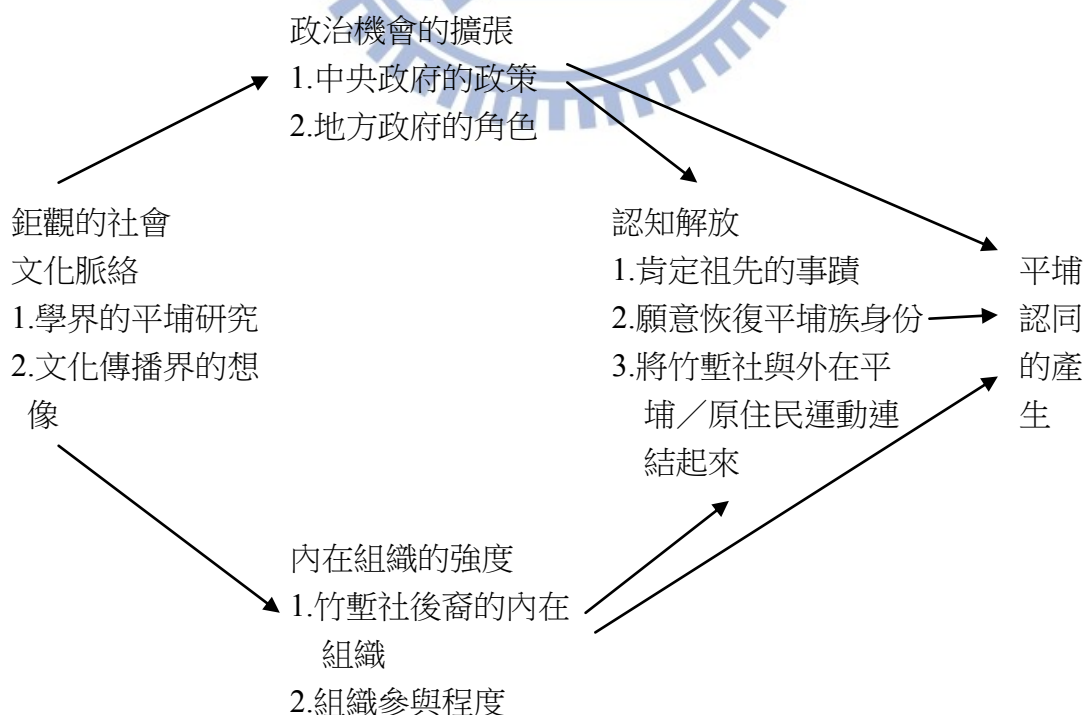 政治機會的擴張
1.中央政府的政策
2.地方政府的角色
鉅觀的社會
文化脈絡
1.學界的平埔研究
2.文化傳播界的想
像
認知解放
1.肯定祖先的事蹟
2.願意恢復平埔族身份
3.將竹塹社與外在平
埔／原住民運動連
結起來
平埔
認同
的產
生
內在組織的強度
1.竹塹社後裔的內在
組織
2.組織參與程度